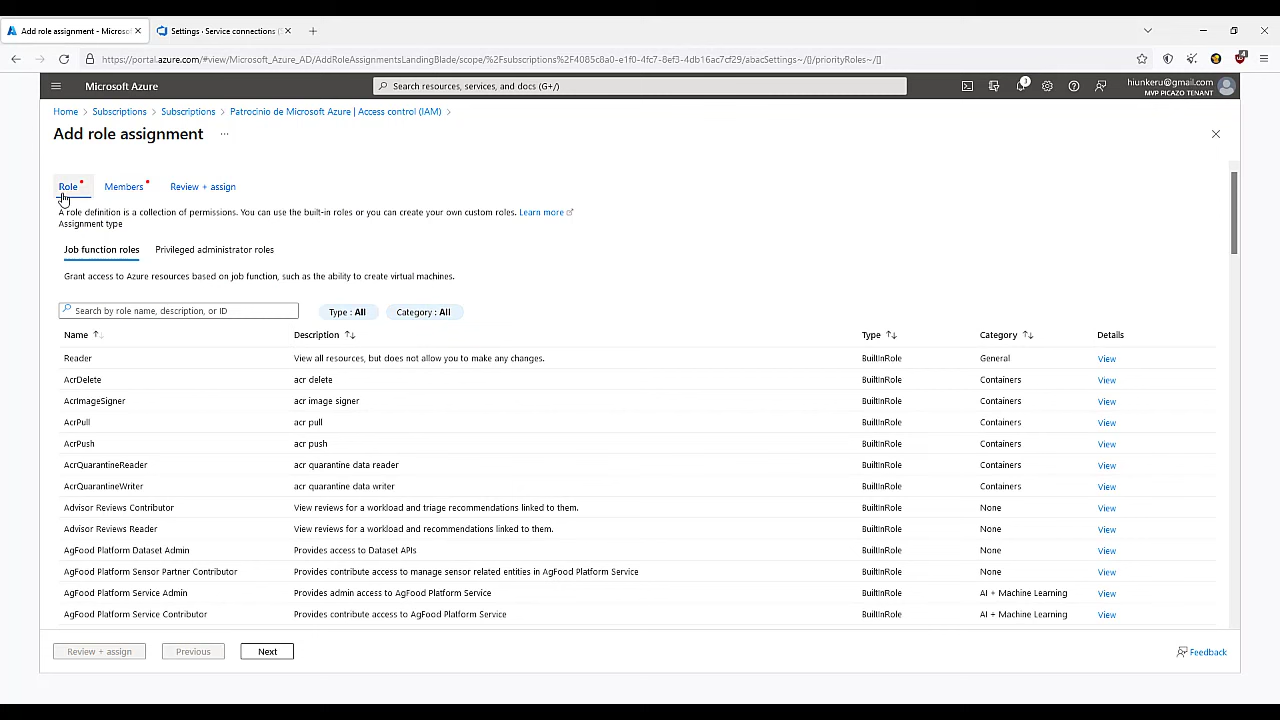 Add role assignment - Microsof
Settings · Service connections (
https://portal.azure.com/#view/Microsoft_Azure_AD/AddRoleAssignmentsLandingBlade/scope/%2Fsubscriptions%2F4085c8a0-e1f0-4fc7-8ef3-4db16ac7cf29/abacSettings~/[]/priorityRoles~/[]
Microsoft Azure
Search resources, services, and docs (G+/)
3
hiunkeru@gmail.com
MVP PICAZO TENANT
Home > Subscriptions > Subscriptions > Patrocinio de Microsoft Azure | Access control (IAM) >
Add role assignment ...
Role Members Review + assign
A role definition is a collection of permissions. You can use the built-in roles or you can create your own custom roles. Learn more
Assignment type
Job function roles Privileged administrator roles
Grant access to Azure resources based on job function, such as the ability to create virtual machines.
Search by role name, description, or ID Type : All Category : All
Name Description Type Category Details
Reader View all resources, but does not allow you to make any changes. BuiltInRole General View
AcrDelete acr delete BuiltInRole Containers View
AcrImageSigner acr image signer BuiltInRole Containers View
AcrPull acr pull BuiltInRole Containers View
AcrPush acr push BuiltInRole Containers View
AcrQuarantineReader acr quarantine data reader BuiltInRole Containers View
AcrQuarantineWriter acr quarantine data writer BuiltInRole Containers View
Advisor Reviews Contributor View reviews for a workload and triage recommendations linked to them. BuiltInRole None View
Advisor Reviews Reader View reviews for a workload and recommendations linked to them. BuiltInRole None View
AgFood Platform Dataset Admin Provides access to Dataset APIs BuiltInRole None View
AgFood Platform Sensor Partner Contributor Provides contribute access to manage sensor related entities in AgFood Platform Service BuiltInRole None View
AgFood Platform Service Admin Provides admin access to AgFood Platform Service BuiltInRole AI + Machine Learning View
AgFood Platform Service Contributor Provides contribute access to AgFood Platform Service BuiltInRole AI + Machine Learning View
Review + assign Previous Next Feedback